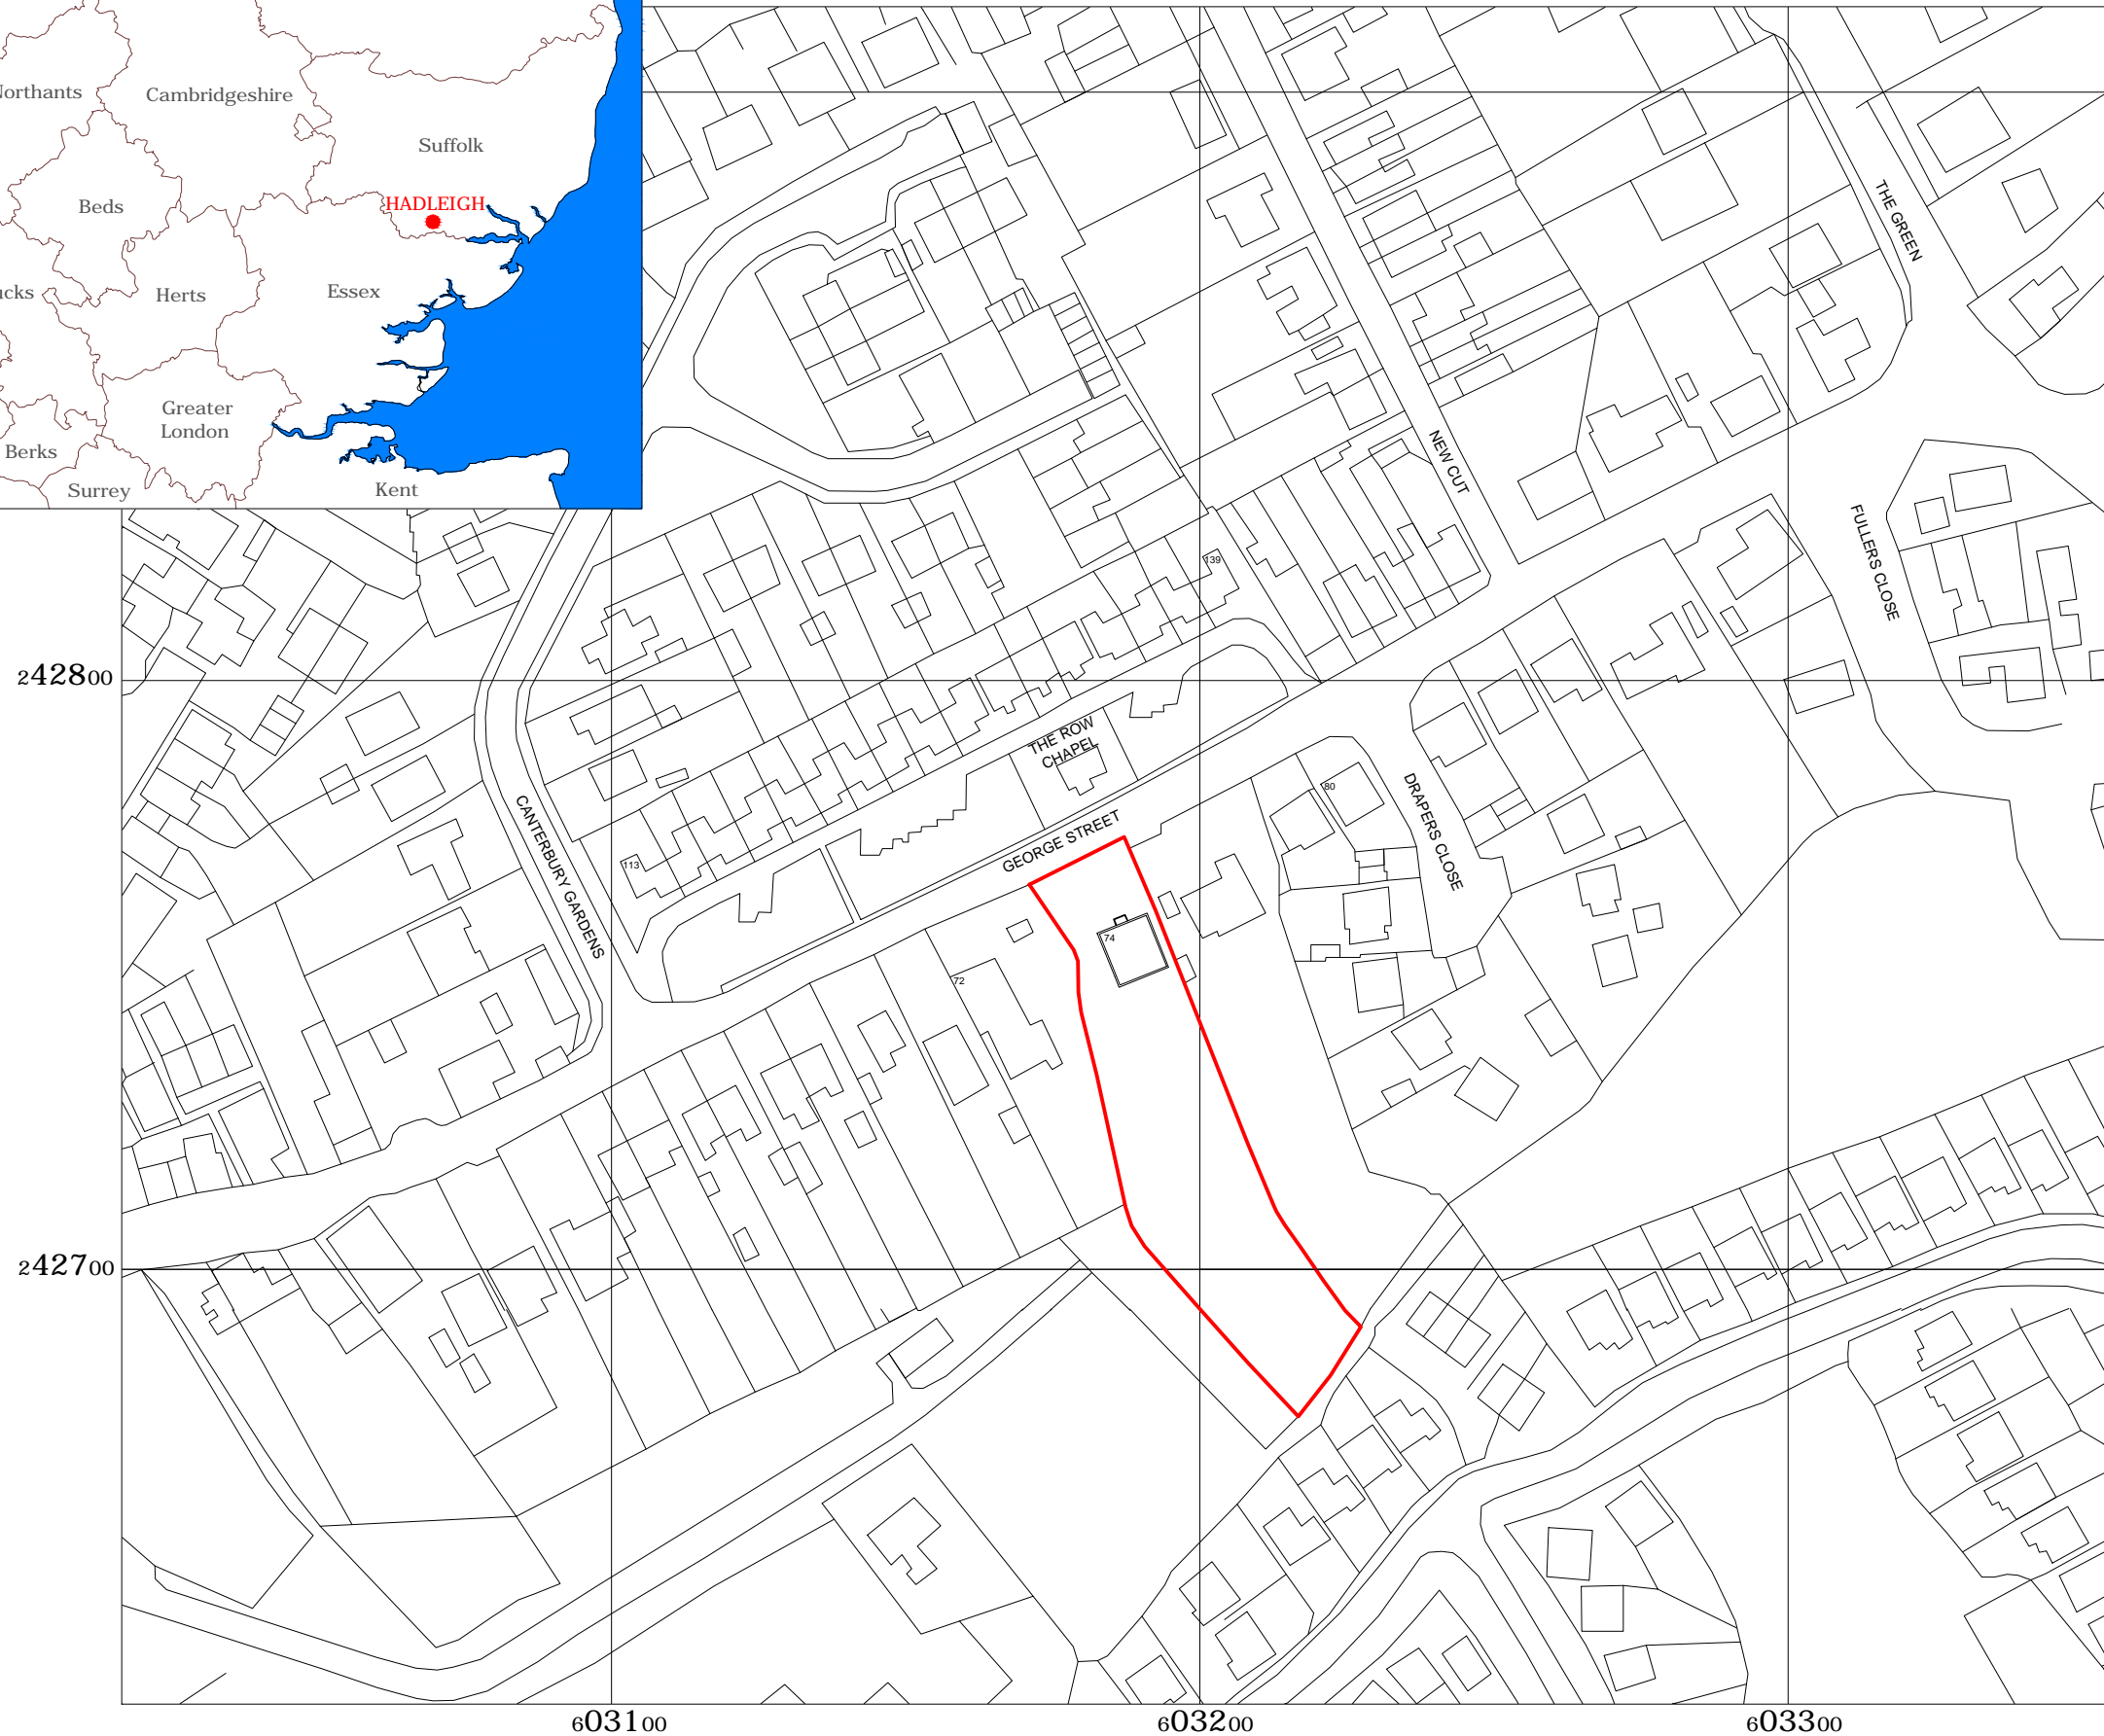 Cambridgeshire
Suffolk
HADLEIGH
Beds
Herts
Essex
Greater
London
Berks
Surrey
Kent
THE GREEN
NEW CUT
FULLERS CLOSE
139
242800
THE ROW
CHAPEL
80
DRAPERS CLOSE
GEORGE STREET
CANTERBURY GARDENS
113
74
72
242700
603100
603200
603300